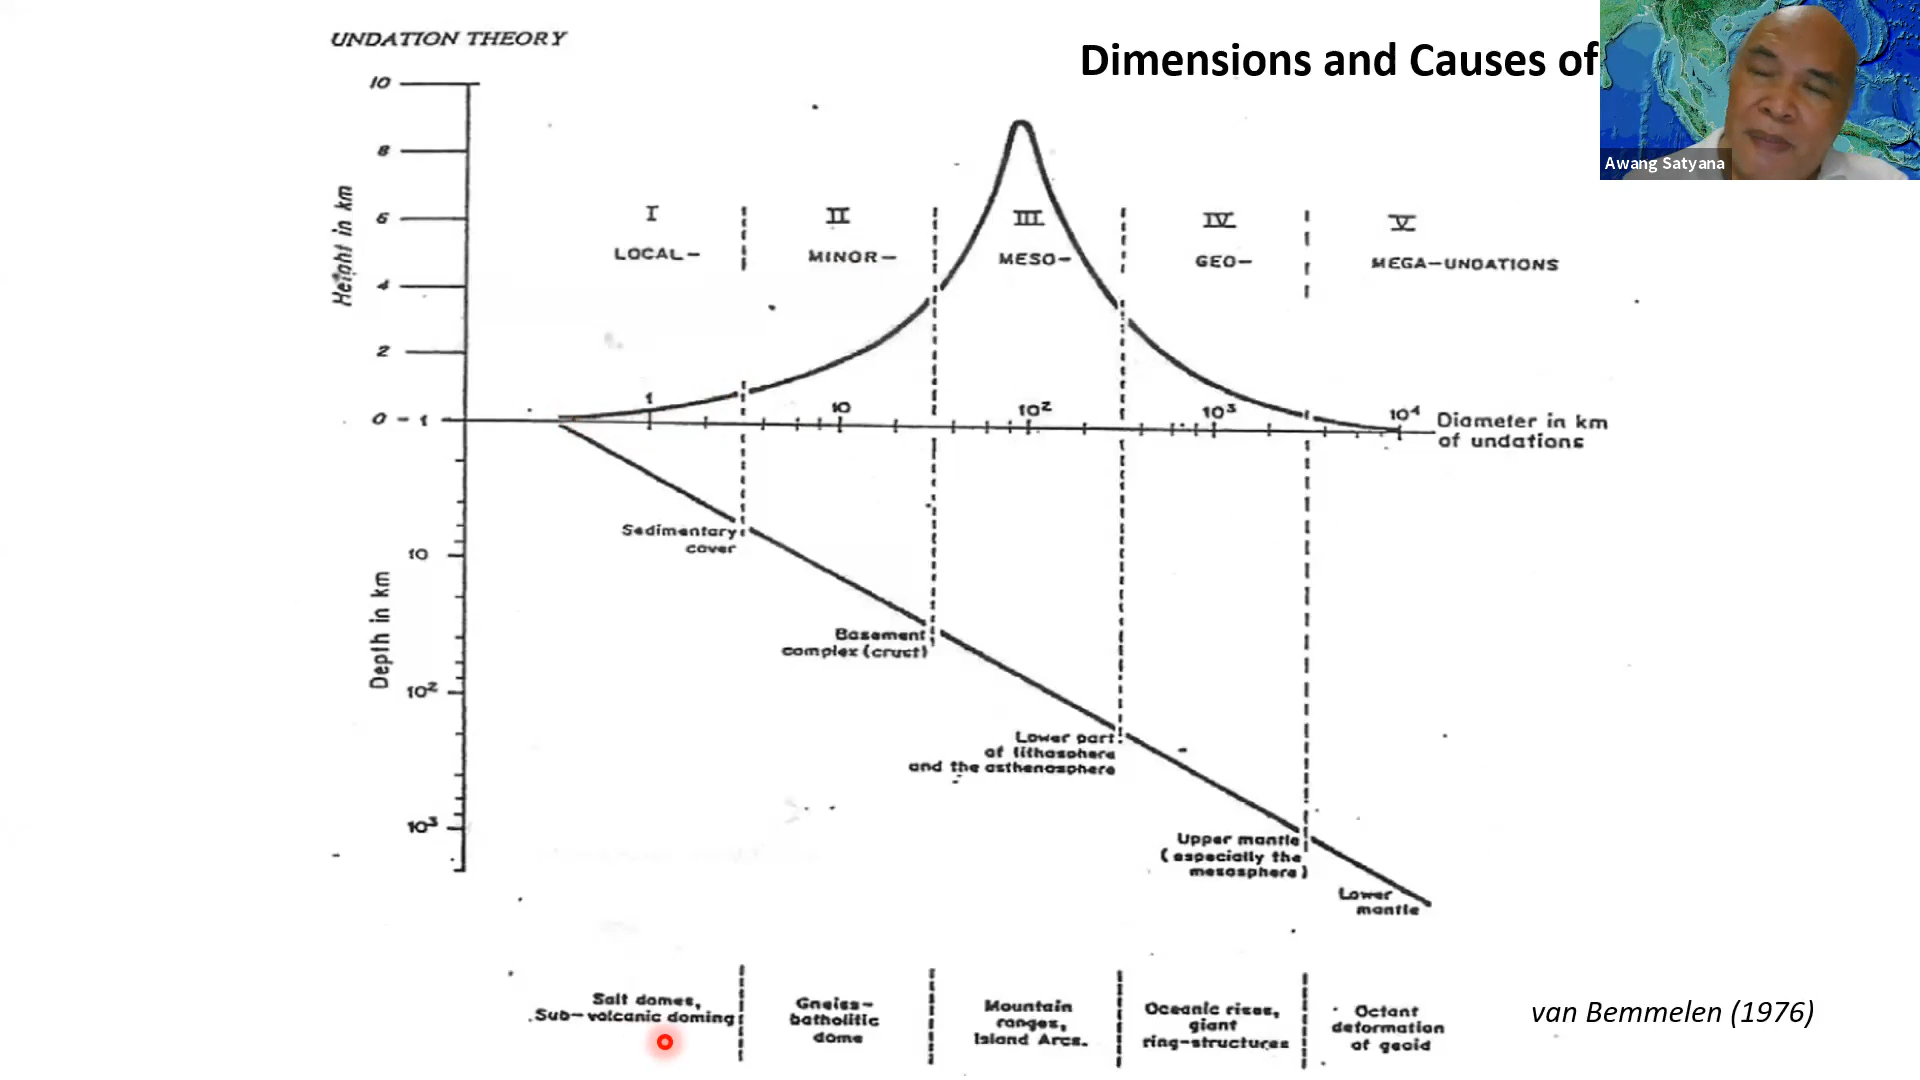 UNDATION THEORY
Dimensions and Causes of
Awang Satyana
10
8
6
4
2
0 - 1
Height in km
I
LOCAL-
II
MINOR-
III
MESO-
IV
GEO-
V
MEGA-UNDATIONS
1
10
10²
10³
10⁴
Diameter in km
of undations
10
10²
10³
Depth in km
Sedimentary
cover
Basement
complex (crust)
Lower part
of lithosphere
and the asthenosphere
Upper mantle
(especially the
mesosphere)
Lower
mantle
Salt domes,
Sub-volcanic doming
Gneiss-
batholitic
dome
Mountain
ranges,
Island Arcs.
Oceanic rises,
giant
ring-structures
Octant
deformation
of geoid
van Bemmelen (1976)